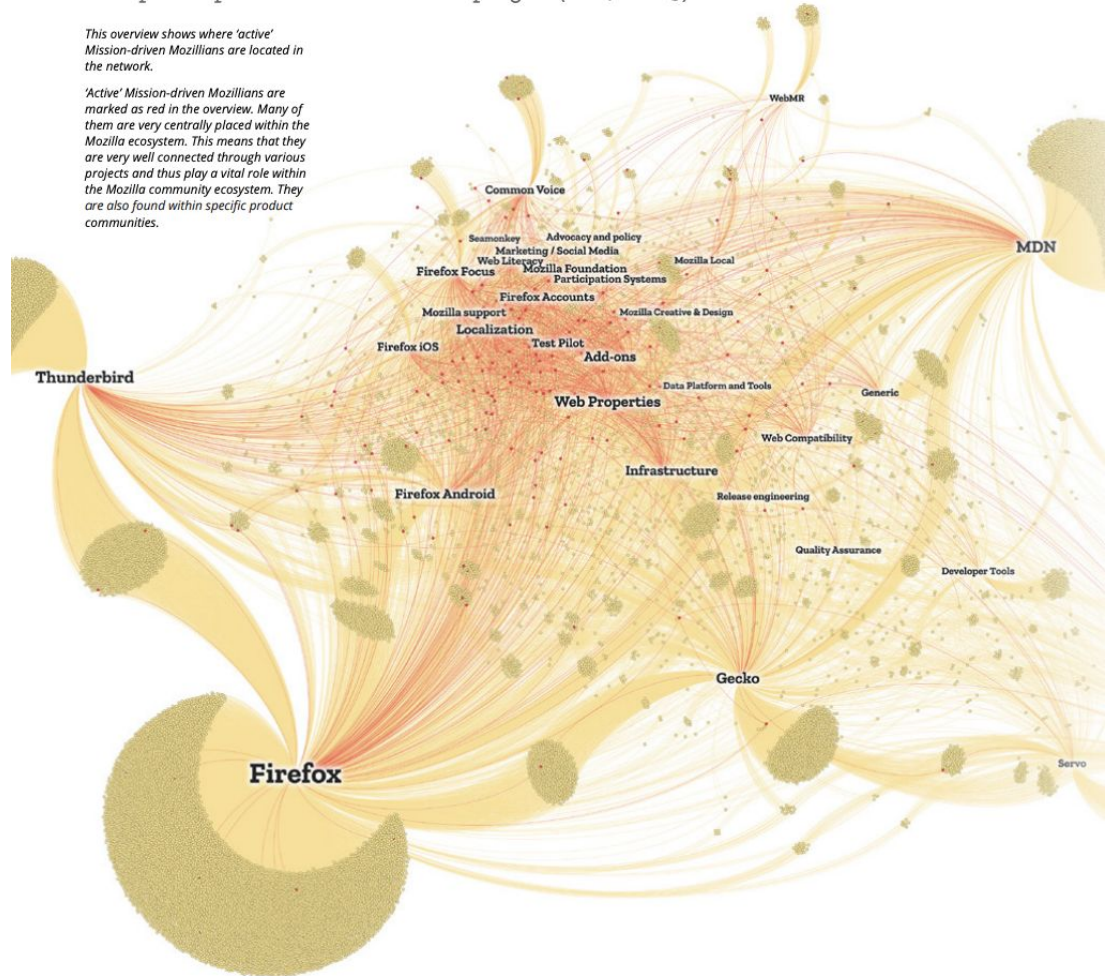 This overview shows where ‘active’
Mission-driven Mozillians are located in
the network.
‘Active’ Mission-driven Mozillians are
marked as red in the overview. Many of
them are very centrally placed within the
Mozilla ecosystem. This means that they
are very well connected through various
projects and thus play a vital role within
the Mozilla community ecosystem. They
are also found within specific product
communities.
WebMR
Common Voice
Seamonkey
Advocacy and policy
MDN
Marketing / Social Media
Web Literacy
Mozilla Local
Firefox Focus
Mozilla Foundation
Participation Systems
Firefox Accounts
Mozilla support
Mozilla Creative & Design
Localization
Firefox iOS
Test Pilot
Add-ons
Thunderbird
Data Platform and Tools
Generic
Web Properties
Web Compatibility
Infrastructure
Firefox Android
Release engineering
Quality Assurance
Developer Tools
Gecko
Servo
Firefox